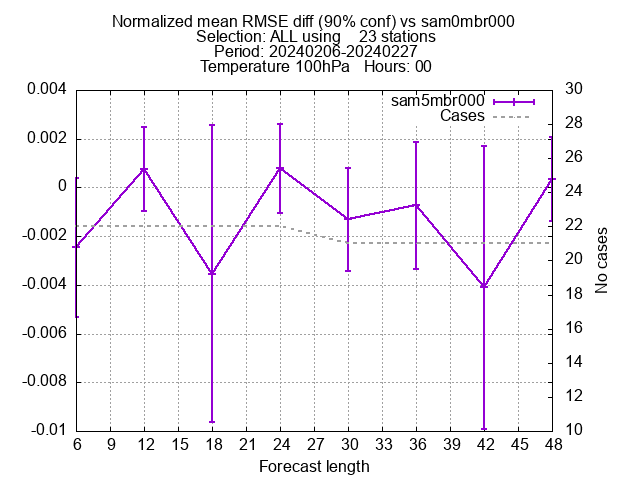 Normalized mean RMSE diff (90% conf) vs sam0mbr000
Selection: ALL using    23 stations
Period: 20240206-20240227
Temperature 100hPa   Hours: 00
sam5mbr000
Cases
0.004
0.002
0
-0.002
-0.004
-0.006
-0.008
-0.01
30
28
26
24
22
20
18
16
14
12
10
No cases
6 9 12 15 18 21 24 27 30 33 36 39 42 45 48
Forecast length